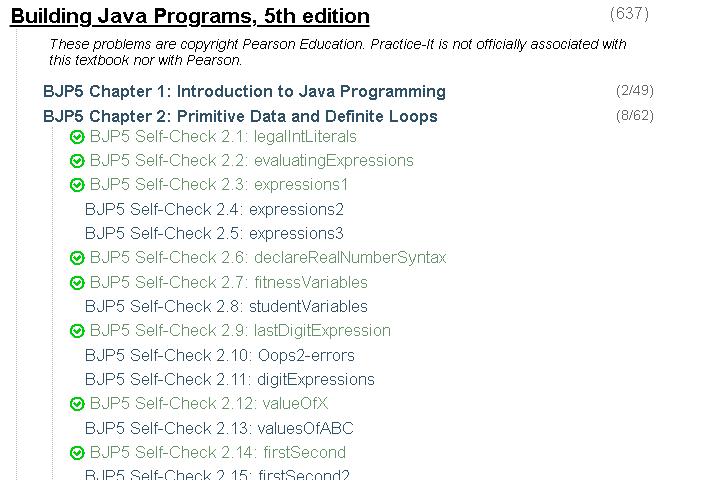 Building Java Programs, 5th edition (637)
These problems are copyright Pearson Education. Practice-It is not officially associated with
this textbook nor with Pearson.
BJP5 Chapter 1: Introduction to Java Programming (2/49)
BJP5 Chapter 2: Primitive Data and Definite Loops (8/62)
BJP5 Self-Check 2.1: legalIntLiterals
BJP5 Self-Check 2.2: evaluatingExpressions
BJP5 Self-Check 2.3: expressions1
BJP5 Self-Check 2.4: expressions2
BJP5 Self-Check 2.5: expressions3
BJP5 Self-Check 2.6: declareRealNumberSyntax
BJP5 Self-Check 2.7: fitnessVariables
BJP5 Self-Check 2.8: studentVariables
BJP5 Self-Check 2.9: lastDigitExpression
BJP5 Self-Check 2.10: Oops2-errors
BJP5 Self-Check 2.11: digitExpressions
BJP5 Self-Check 2.12: valueOfX
BJP5 Self-Check 2.13: valuesOfABC
BJP5 Self-Check 2.14: firstSecond
BJP5 Self-Check 2.15: firstSecond2